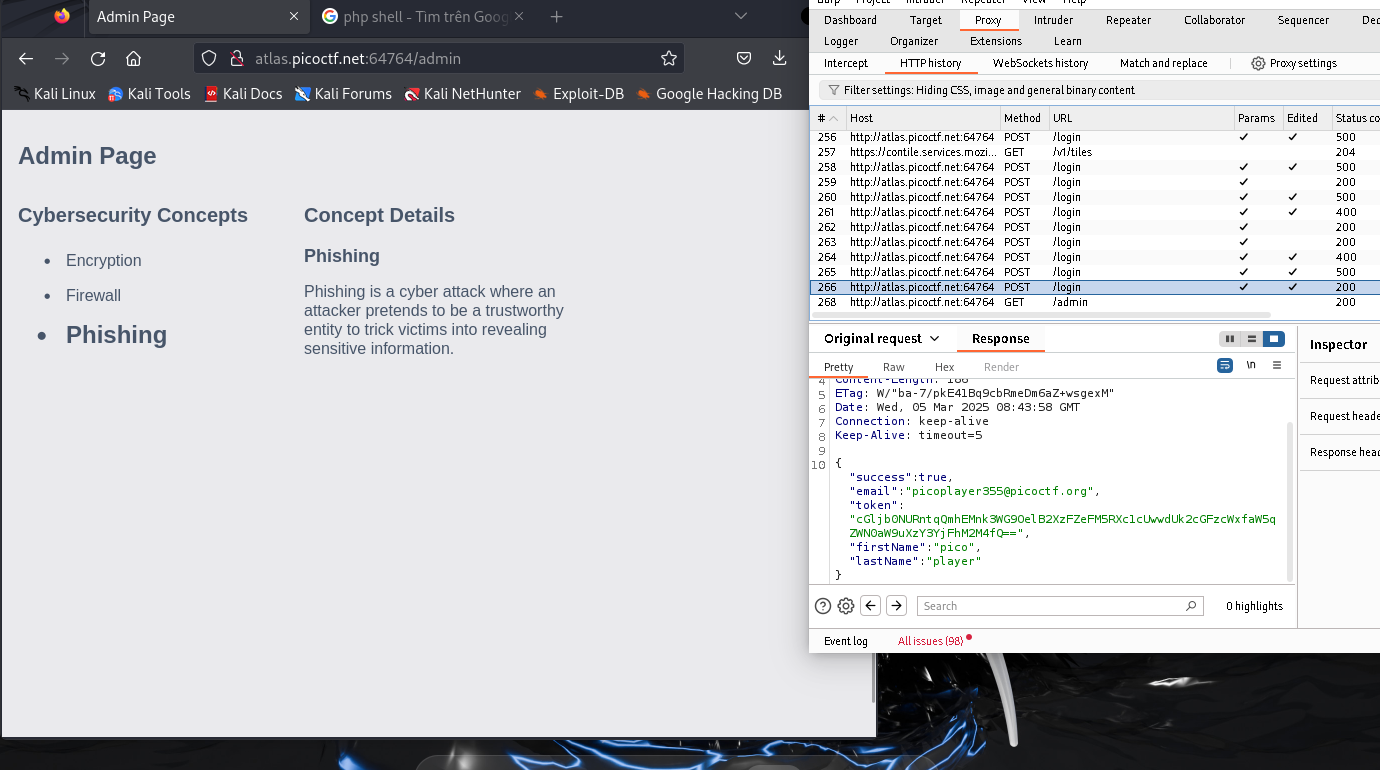 Admin Page
php shell - Tìm trên Goog
atlas.picoctf.net:64764/admin
Kali Linux
Kali Tools
Kali Docs
Kali Forums
Kali NetHunter
Exploit-DB
Google Hacking DB
Admin Page
Cybersecurity Concepts
Encryption
Firewall
Phishing
Concept Details
Phishing
Phishing is a cyber attack where an
attacker pretends to be a trustworthy
entity to trick victims into revealing
sensitive information.
Burp Project Intruder Repeater View Help
Dashboard Target Proxy Intruder Repeater Collaborator Sequencer Dec
Logger Organizer Extensions Learn
Intercept HTTP history WebSockets history Match and replace Proxy settings
Filter settings: Hiding CSS, image and general binary content
# Host Method URL Params Edited Status co
256 http://atlas.picoctf.net:64764 POST /login ✓ ✓ 500
257 https://contile.services.mozi... GET /v1/tiles 204
258 http://atlas.picoctf.net:64764 POST /login ✓ ✓ 500
259 http://atlas.picoctf.net:64764 POST /login ✓ 200
260 http://atlas.picoctf.net:64764 POST /login ✓ ✓ 500
261 http://atlas.picoctf.net:64764 POST /login ✓ ✓ 400
262 http://atlas.picoctf.net:64764 POST /login ✓ 200
263 http://atlas.picoctf.net:64764 POST /login ✓ 200
264 http://atlas.picoctf.net:64764 POST /login ✓ ✓ 400
265 http://atlas.picoctf.net:64764 POST /login ✓ ✓ 500
266 http://atlas.picoctf.net:64764 POST /login ✓ ✓ 200
268 http://atlas.picoctf.net:64764 GET /admin 200
Original request Response
Pretty Raw Hex Render \n
4 Content-Length: 186
5 ETag: W/"ba-7/pkE41Bq9cbRmeDm6aZ+wsgexM"
6 Date: Wed, 05 Mar 2025 08:43:58 GMT
7 Connection: keep-alive
8 Keep-Alive: timeout=5
9
10 {
"success":true,
"email":"picoplayer355@picoctf.org",
"token":
"cGljb0NURntqQmhEMnk3WG9OelB2XzFZeFM5RXc1cUwwdUk2cGFzcWxfaW5q
ZWN0aW9uXzY3YjFhM2M4fQ==",
"firstName":"pico",
"lastName":"player"
}
Inspector
Request attrib
Request heade
Response head
Search
0 highlights
Event log All issues (98)